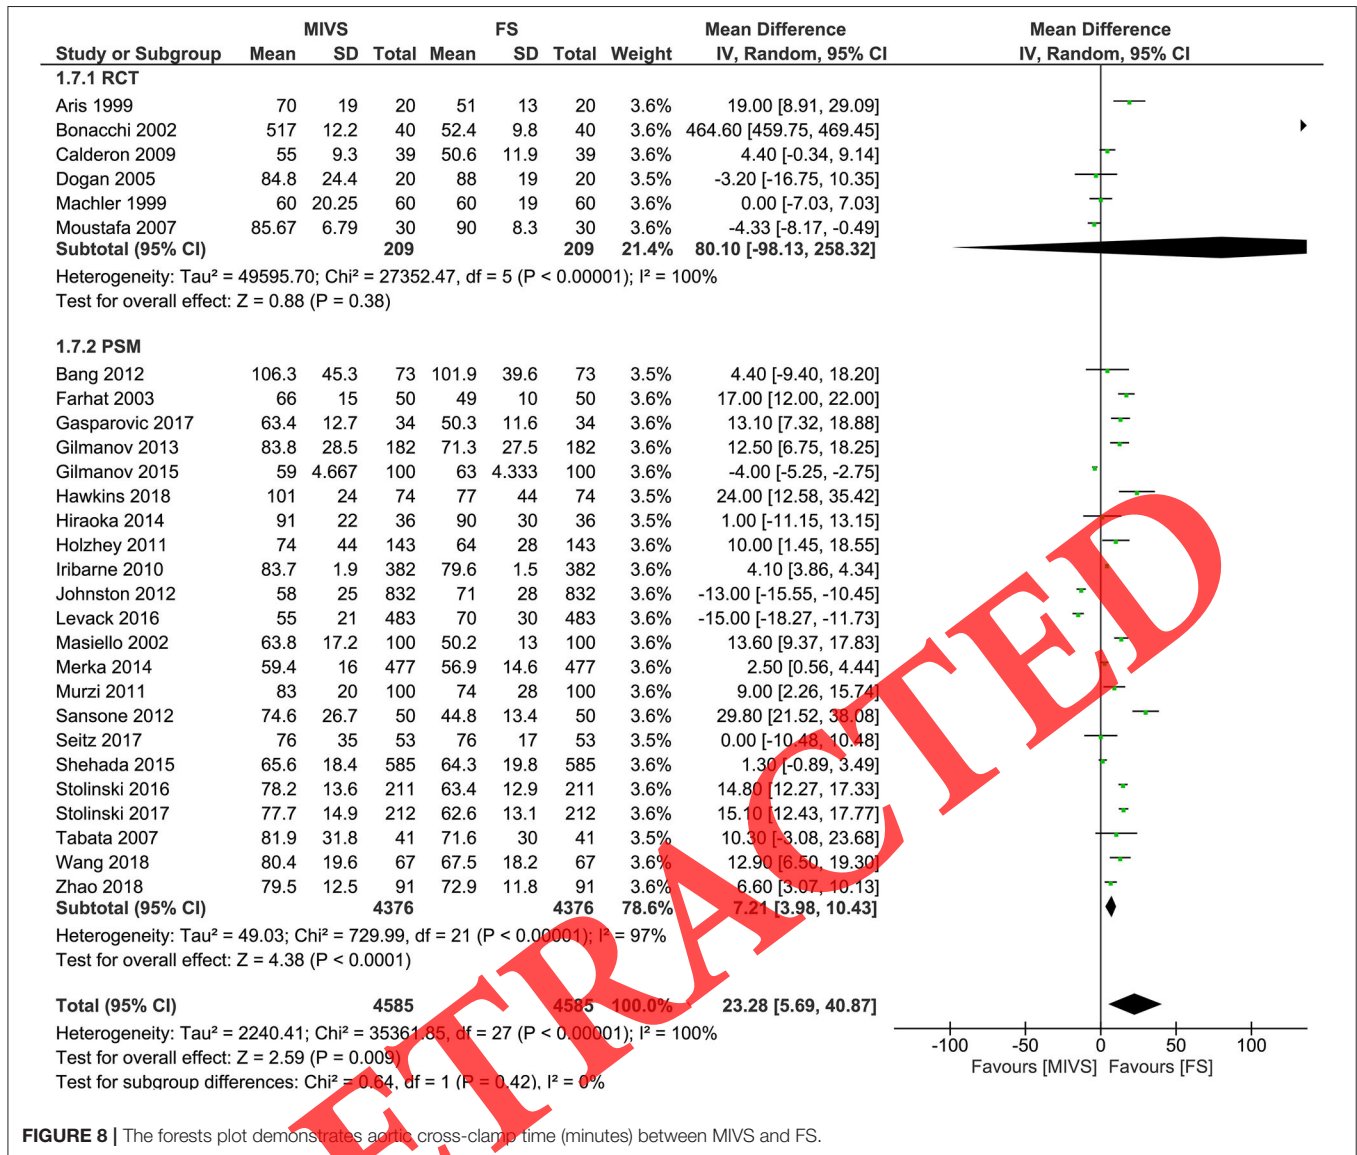 MIVS FS Mean Difference Mean Difference
Study or Subgroup Mean SD Total Mean SD Total Weight IV, Random, 95% CI IV, Random, 95% CI
1.7.1 RCT
Aris 1999 70 19 20 51 13 20 3.6% 19.00 [8.91, 29.09]
Bonacchi 2002 517 12.2 40 52.4 9.8 40 3.6% 464.60 [459.75, 469.45]
Calderon 2009 55 9.3 39 50.6 11.9 39 3.6% 4.40 [-0.34, 9.14]
Dogan 2005 84.8 24.4 20 88 19 20 3.5% -3.20 [-16.75, 10.35]
Machler 1999 60 20.25 60 60 19 60 3.6% 0.00 [-7.03, 7.03]
Moustafa 2007 85.67 6.79 30 90 8.3 30 3.6% -4.33 [-8.17, -0.49]
Subtotal (95% CI) 209 209 21.4% 80.10 [-98.13, 258.32]
Heterogeneity: Tau² = 49595.70; Chi² = 27352.47, df = 5 (P < 0.00001); I² = 100%
Test for overall effect: Z = 0.88 (P = 0.38)
1.7.2 PSM
Bang 2012 106.3 45.3 73 101.9 39.6 73 3.5% 4.40 [-9.40, 18.20]
Farhat 2003 66 15 50 49 10 50 3.6% 17.00 [12.00, 22.00]
Gasparovic 2017 63.4 12.7 34 50.3 11.6 34 3.6% 13.10 [7.32, 18.88]
Gilmanov 2013 83.8 28.5 182 71.3 27.5 182 3.6% 12.50 [6.75, 18.25]
Gilmanov 2015 59 4.667 100 63 4.333 100 3.6% -4.00 [-5.25, -2.75]
Hawkins 2018 101 24 74 77 44 74 3.5% 24.00 [12.58, 35.42]
Hiraoka 2014 91 22 36 90 30 36 3.5% 1.00 [-11.15, 13.15]
Holzhey 2011 74 44 143 64 28 143 3.6% 10.00 [1.45, 18.55]
Iribarne 2010 83.7 1.9 382 79.6 1.5 382 3.6% 4.10 [3.86, 4.34]
Johnston 2012 58 25 832 71 28 832 3.6% -13.00 [-15.55, -10.45]
Levack 2016 55 21 483 70 30 483 3.6% -15.00 [-18.27, -11.73]
Masiello 2002 63.8 17.2 100 50.2 13 100 3.6% 13.60 [9.37, 17.83]
Merka 2014 59.4 16 477 56.9 14.6 477 3.6% 2.50 [0.56, 4.44]
Murzi 2011 83 20 100 74 28 100 3.6% 9.00 [2.26, 15.74]
Sansone 2012 74.6 26.7 50 44.8 13.4 50 3.6% 29.80 [21.52, 38.08]
Seitz 2017 76 35 53 76 17 53 3.5% 0.00 [-10.48, 10.48]
Shehada 2015 65.6 18.4 585 64.3 19.8 585 3.6% 1.30 [-0.89, 3.49]
Stolinski 2016 78.2 13.6 211 63.4 12.9 211 3.6% 14.80 [12.27, 17.33]
Stolinski 2017 77.7 14.9 212 62.6 13.1 212 3.6% 15.10 [12.43, 17.77]
Tabata 2007 81.9 31.8 41 71.6 30 41 3.5% 10.30 [-3.08, 23.68]
Wang 2018 80.4 19.6 67 67.5 18.2 67 3.6% 12.90 [6.50, 19.30]
Zhao 2018 79.5 12.5 91 72.9 11.8 91 3.6% 6.60 [3.07, 10.13]
Subtotal (95% CI) 4376 4376 78.6% 7.21 [3.98, 10.43]
Heterogeneity: Tau² = 49.03; Chi² = 729.99, df = 21 (P < 0.00001); I² = 97%
Test for overall effect: Z = 4.38 (P < 0.0001)
Total (95% CI) 4585 4585 100.0% 23.28 [5.69, 40.87]
Heterogeneity: Tau² = 2240.41; Chi² = 35361.85, df = 27 (P < 0.00001); I² = 100%
Test for overall effect: Z = 2.59 (P = 0.009)
Test for subgroup differences: Chi² = 0.64, df = 1 (P = 0.42), I² = 0%
-100 -50 0 50 100
Favours [MIVS] Favours [FS]
ETRACTED
FIGURE 8 | The forests plot demonstrates aortic cross-clamp time (minutes) between MIVS and FS.